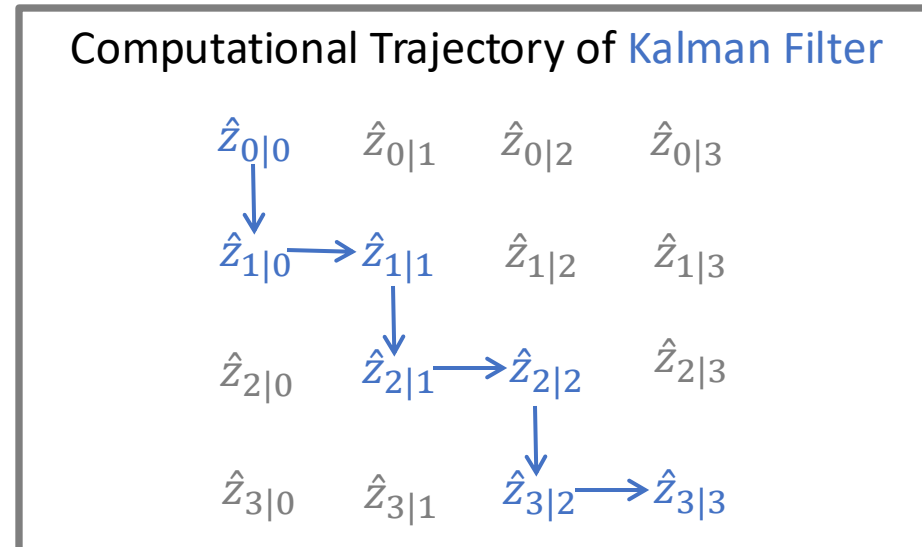 Computational Trajectory of Kalman Filter
ẑ0|0 ẑ0|1 ẑ0|2 ẑ0|3
ẑ1|0 ẑ1|1 ẑ1|2 ẑ1|3
ẑ2|0 ẑ2|1 ẑ2|2 ẑ2|3
ẑ3|0 ẑ3|1 ẑ3|2 ẑ3|3